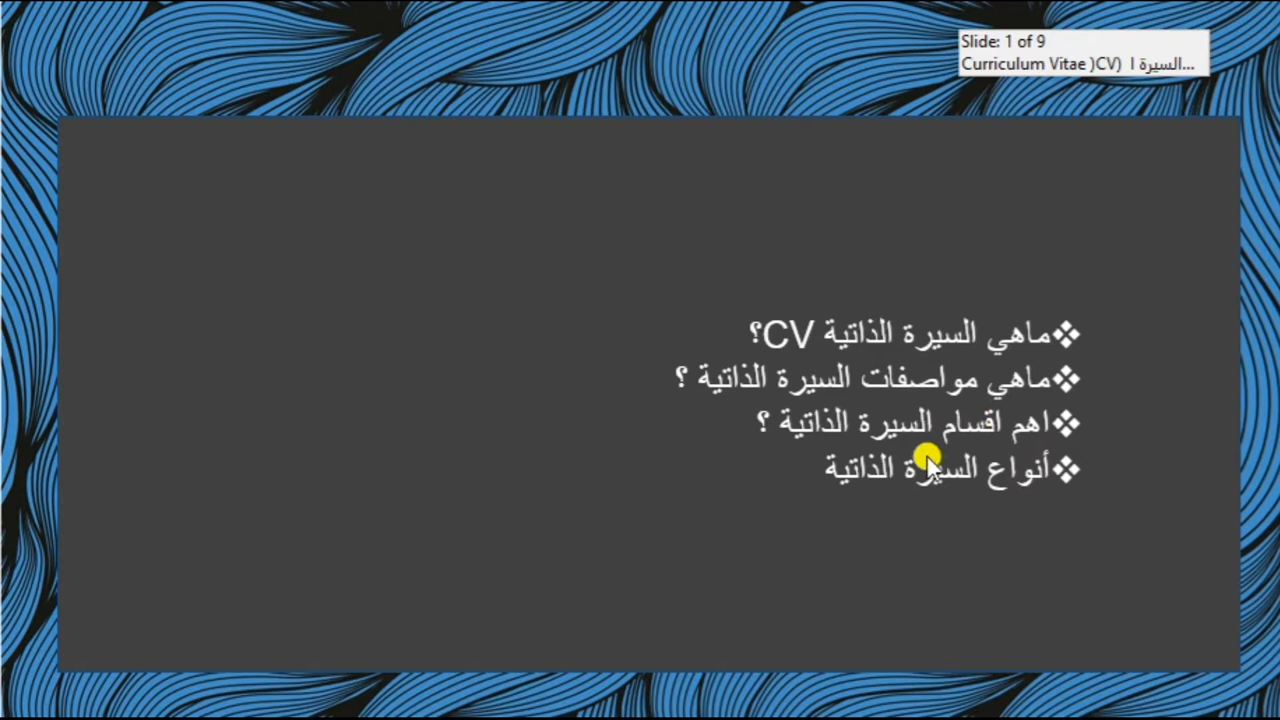 Slide: 1 of 9
Curriculum Vitae )CV) السيرة ا...
❖ماهي السيرة الذاتية CV؟
❖ماهي مواصفات السيرة الذاتية ؟
❖اهم اقسام السيرة الذاتية ؟
❖أنواع السيرة الذاتية